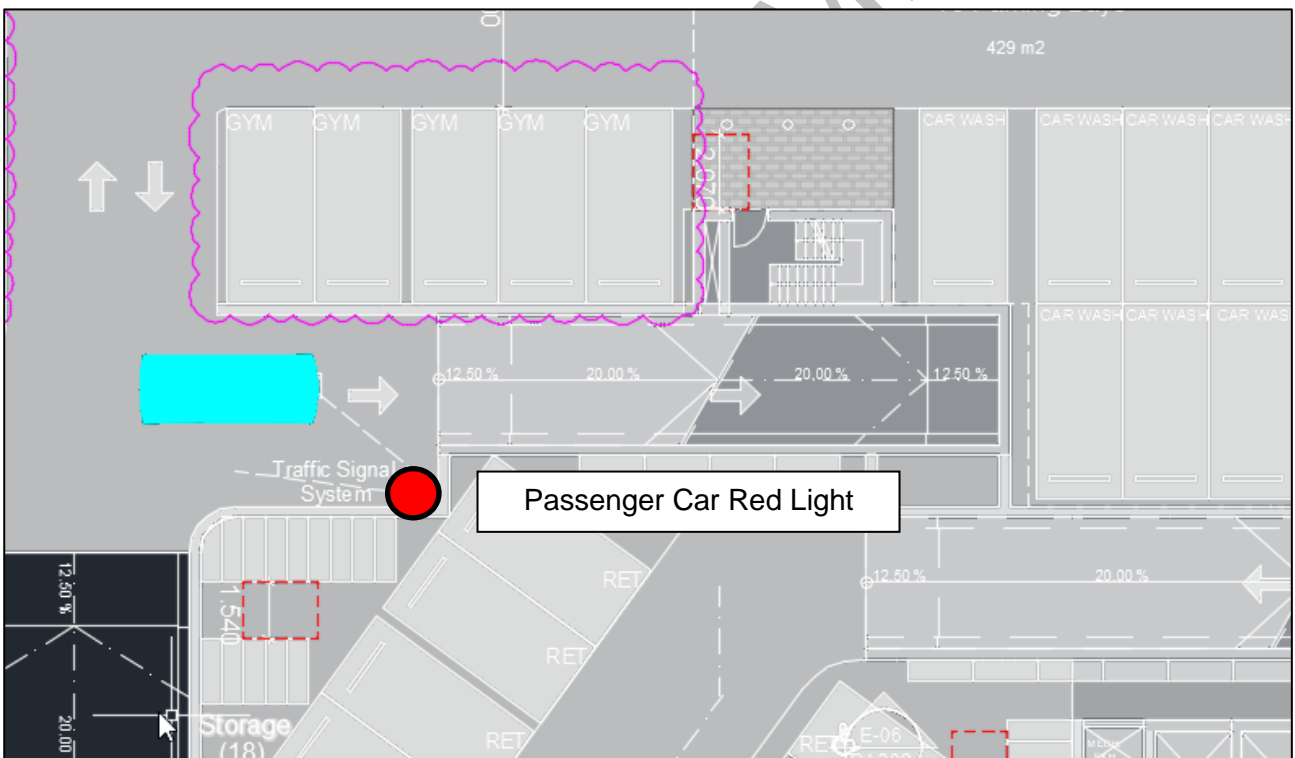 429 m2
GYM GYM GYM GYM GYM
CAR WASH CAR WASH CAR WASH CAR WASH
CAR WASH CAR WASH CAR WAS
12.50 % 20.00 % 20.00 % 12.50 %
Traffic Signal
System
Passenger Car Red Light
12.50 %
20.00
1.540
RET
RET
RET
RET
12.50 % 20.00 %
Storage
(18)
E-06